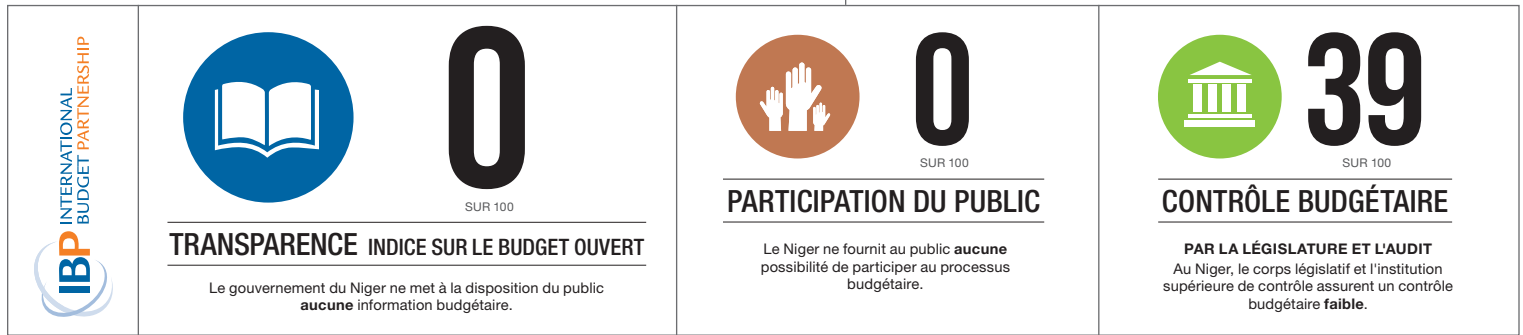 IBP INTERNATIONAL
BUDGET PARTNERSHIP
0
SUR 100
TRANSPARENCE INDICE SUR LE BUDGET OUVERT
Le gouvernement du Niger ne met à la disposition du public
aucune information budgétaire.
0
SUR 100
PARTICIPATION DU PUBLIC
Le Niger ne fournit au public aucune
possibilité de participer au processus
budgétaire.
39
SUR 100
CONTRÔLE BUDGÉTAIRE
PAR LA LÉGISLATURE ET L'AUDIT
Au Niger, le corps législatif et l'institution
supérieure de contrôle assurent un contrôle
budgétaire faible.